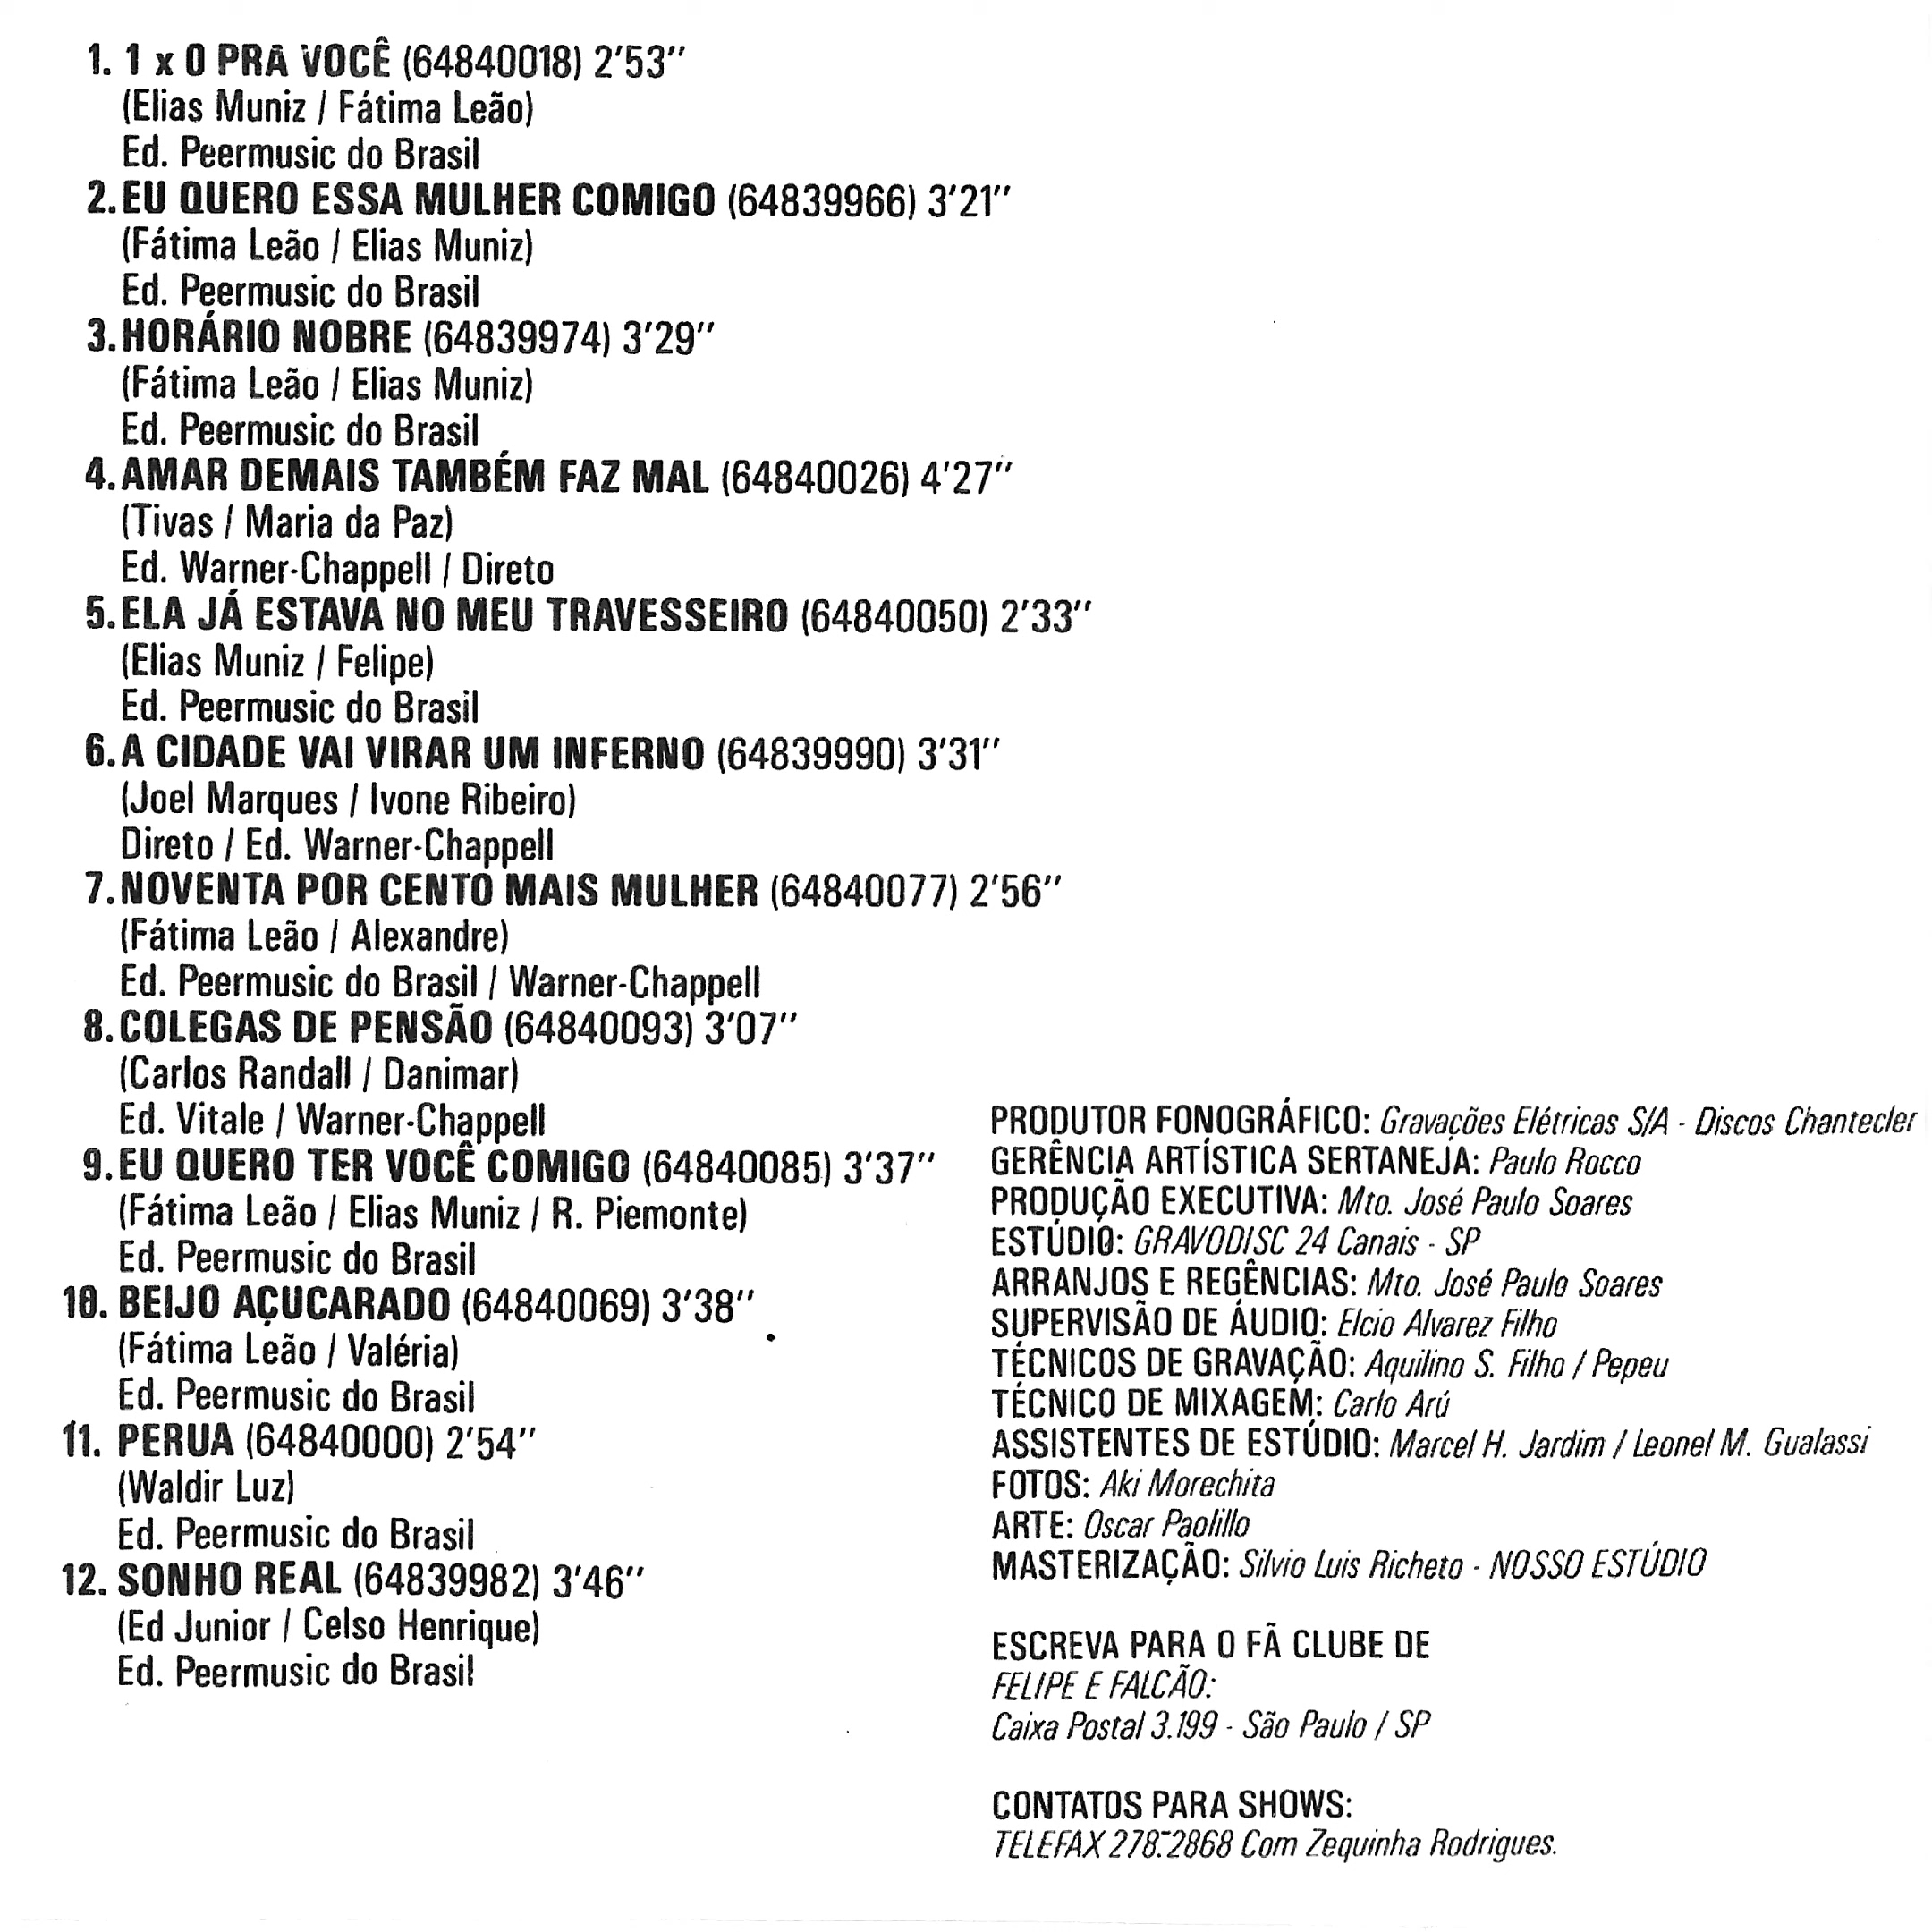 1. 1 x 0 PRA VOCÊ (64840018) 2'53"
(Elias Muniz / Fátima Leão)
Ed. Peermusic do Brasil
2. EU QUERO ESSA MULHER COMIGO (64839966) 3'21"
(Fátima Leão / Elias Muniz)
Ed. Peermusic do Brasil
3. HORÁRIO NOBRE (64839974) 3'29"
(Fátima Leão / Elias Muniz)
Ed. Peermusic do Brasil
4. AMAR DEMAIS TAMBÉM FAZ MAL (64840026) 4'27"
(Tivas / Maria da Paz)
Ed. Warner-Chappell / Direto
5. ELA JÁ ESTAVA NO MEU TRAVESSEIRO (64840050) 2'33"
(Elias Muniz / Felipe)
Ed. Peermusic do Brasil
6. A CIDADE VAI VIRAR UM INFERNO (64839990) 3'31"
(Joel Marques / Ivone Ribeiro)
Direto / Ed. Warner-Chappell
7. NOVENTA POR CENTO MAIS MULHER (64840077) 2'56"
(Fátima Leão / Alexandre)
Ed. Peermusic do Brasil / Warner-Chappell
8. COLEGAS DE PENSÃO (64840093) 3'07"
(Carlos Randall / Danimar)
Ed. Vitale / Warner-Chappell
9. EU QUERO TER VOCÊ COMIGO (64840085) 3'37"
(Fátima Leão / Elias Muniz / R. Piemonte)
Ed. Peermusic do Brasil
10. BEIJO AÇUCARADO (64840069) 3'38"
(Fátima Leão / Valéria)
Ed. Peermusic do Brasil
11. PERUA (64840000) 2'54"
(Waldir Luz)
Ed. Peermusic do Brasil
12. SONHO REAL (64839982) 3'46"
(Ed Junior / Celso Henrique)
Ed. Peermusic do Brasil
PRODUTOR FONOGRÁFICO: Gravações Elétricas S/A - Discos Chantecler
GERÊNCIA ARTÍSTICA SERTANEJA: Paulo Rocco
PRODUÇÃO EXECUTIVA: Mto. José Paulo Soares
ESTÚDIO: GRAVODISC 24 Canais - SP
ARRANJOS E REGÊNCIAS: Mto. José Paulo Soares
SUPERVISÃO DE ÁUDIO: Elcio Alvarez Filho
TÉCNICOS DE GRAVAÇÃO: Aquilino S. Filho / Pepeu
TÉCNICO DE MIXAGEM: Carlo Arú
ASSISTENTES DE ESTÚDIO: Marcel H. Jardim / Leonel M. Gualassi
FOTOS: Aki Morechita
ARTE: Oscar Paolillo
MASTERIZAÇÃO: Silvio Luis Richeto - NOSSO ESTÚDIO
ESCREVA PARA O FÃ CLUBE DE
FELIPE E FALCÃO:
Caixa Postal 3.199 - São Paulo / SP
CONTATOS PARA SHOWS:
TELEFAX 278-2868 Com Zequinha Rodrigues.